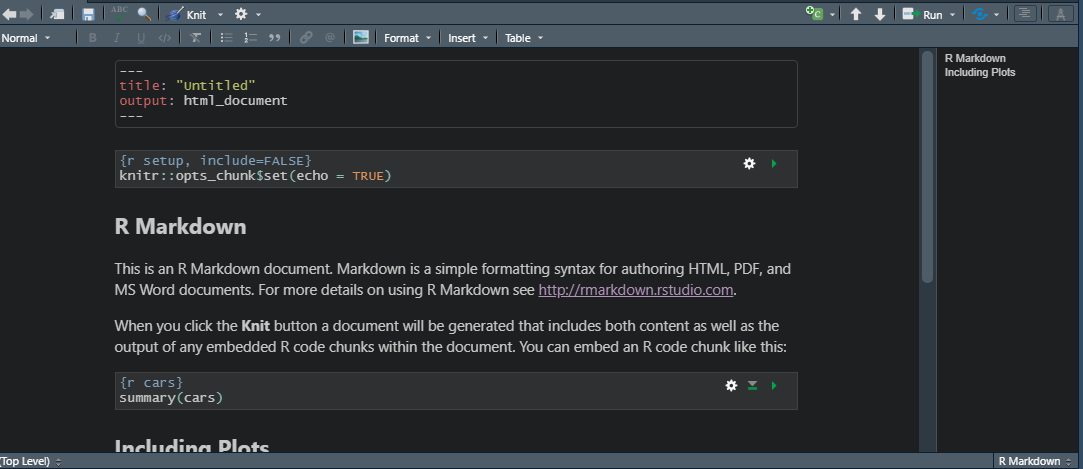 ABC Knit C Run A
Normal B I U </> T @ Format Insert Table
---
title: "Untitled"
output: html_document
---
R Markdown
Including Plots
{r setup, include=FALSE}
knitr::opts_chunk$set(echo = TRUE)
R Markdown
This is an R Markdown document. Markdown is a simple formatting syntax for authoring HTML, PDF, and
MS Word documents. For more details on using R Markdown see http://rmarkdown.rstudio.com.
When you click the Knit button a document will be generated that includes both content as well as the
output of any embedded R code chunks within the document. You can embed an R code chunk like this:
{r cars}
summary(cars)
Including Plots
(Top Level) R Markdown